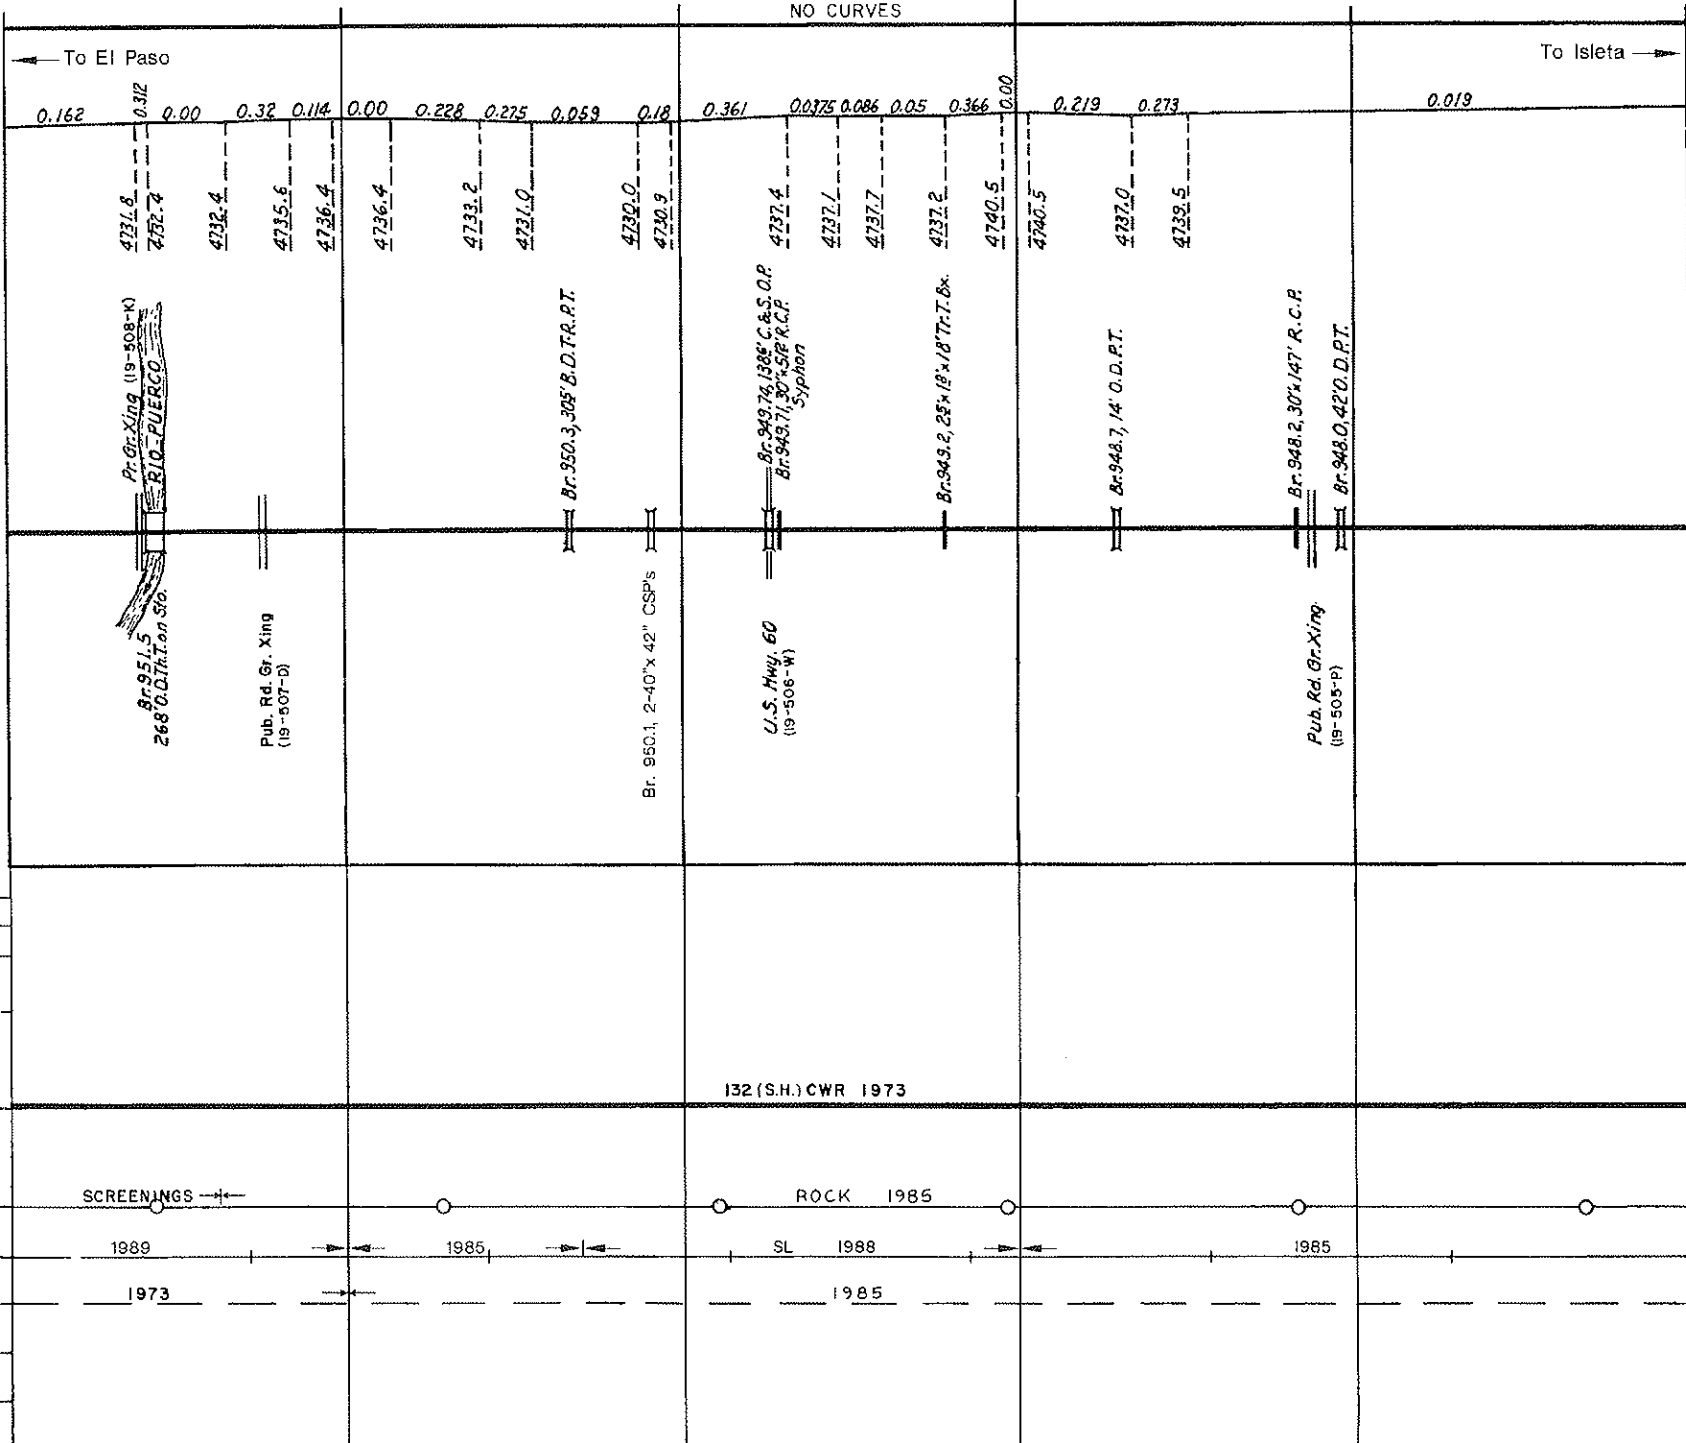 NO CURVES
To El Paso
To Isleta
0.162 0.312 0.00 0.32 0.114 0.00 0.228 0.275 0.059 0.18 0.361 0.0375 0.086 0.05 0.366 0.00 0.219 0.273 0.019
4731.8 4732.4 4732.4 4735.6 4736.4 4736.4 4733.2 4731.0 4730.0 4730.9 4737.4 4737.1 4737.7 4737.2 4740.5 4740.5 4737.0 4739.5
Pr. Gr. Xing (19-508-K)
RIO-PUERCO
Br. 950.3, 305' B.D.T.R.P.T.
Br. 949.74, 138' C.&S. O.P.
Br. 949.71, 30"x R.C.P.
Syphon
Br. 949.2, Tr. T. Bx.
Br. 948.7, 14' O.D.P.T.
Br. 948.2, 30"x147' R.C.P.
Br. 948.0, 42' O.D.P.T.
Br. 951.5
268' O.D.Th.T. on Sto.
Pub. Rd. Gr. Xing
(19-507-D)
Br. 950.1, 2-40"x 42" CSP's
U.S. Hwy. 60
(19-506-W)
Pub. Rd. Gr. Xing
(19-505-P)
132 (S.H.) CWR 1973
SCREENINGS
ROCK 1985
1989 1985 SL 1988 1985
1973 1985